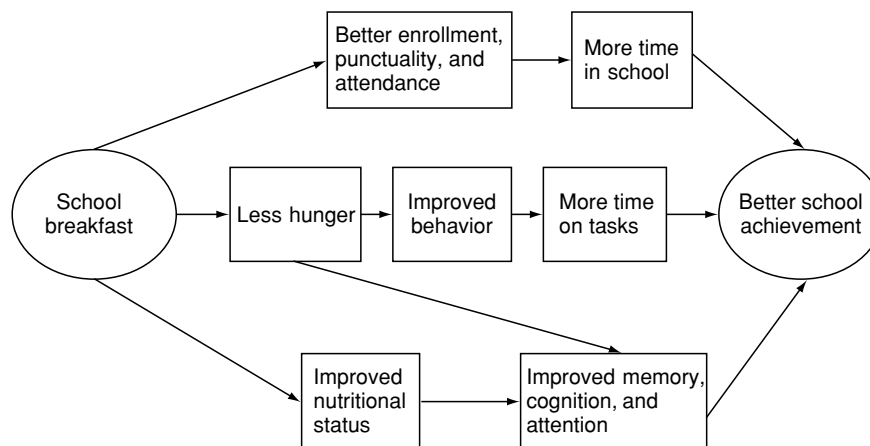 Better enrollment,
punctuality, and
attendance
More time
in school
School
breakfast
Less hunger
Improved
behavior
More time
on tasks
Better school
achievement
Improved
nutritional
status
Improved memory,
cognition, and
attention